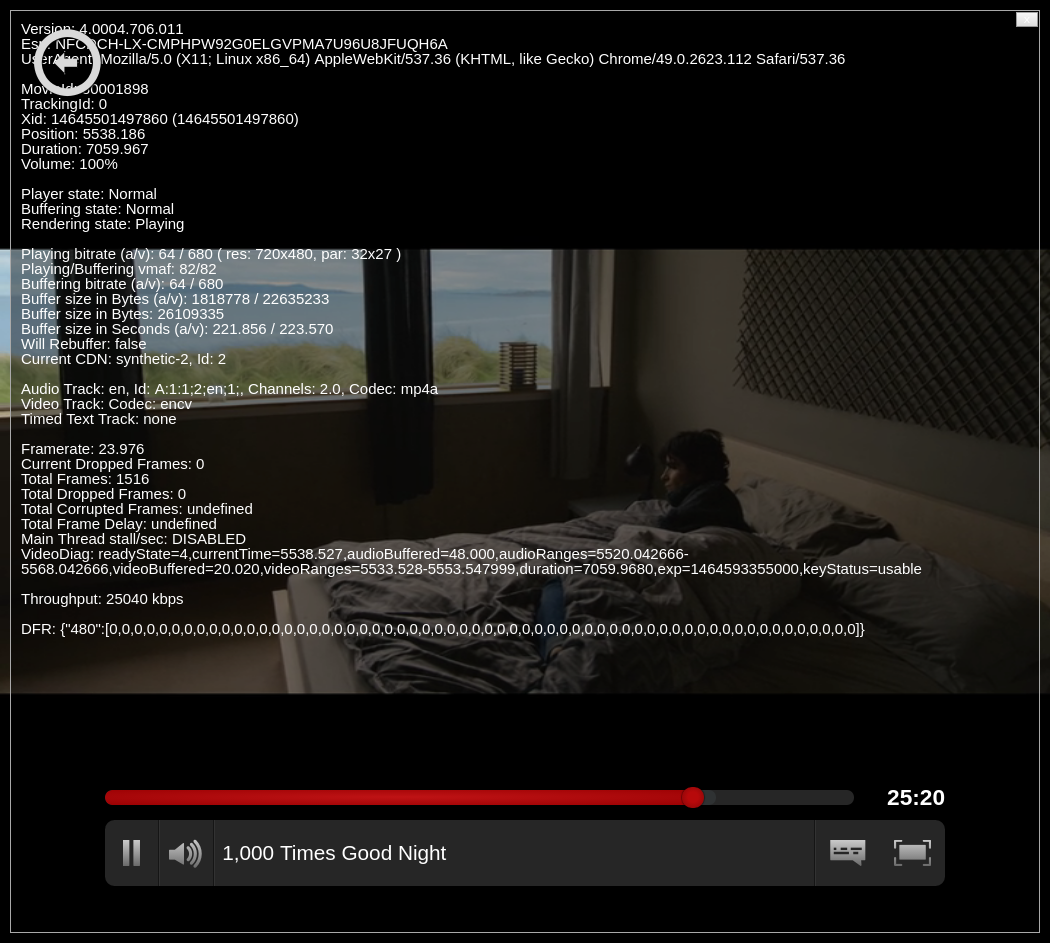 Version: 4.0004.706.011
Esn: NFCDCH-LX-CMPHPW92G0ELGVPMA7U96U8JFUQH6A
UserAgent: Mozilla/5.0 (X11; Linux x86_64) AppleWebKit/537.36 (KHTML, like Gecko) Chrome/49.0.2623.112 Safari/537.36
MovieId: 80001898
TrackingId: 0
Xid: 14645501497860 (14645501497860)
Position: 5538.186
Duration: 7059.967
Volume: 100%
Player state: Normal
Buffering state: Normal
Rendering state: Playing
Playing bitrate (a/v): 64 / 680 ( res: 720x480, par: 32x27 )
Playing/Buffering vmaf: 82/82
Buffering bitrate (a/v): 64 / 680
Buffer size in Bytes (a/v): 1818778 / 22635233
Buffer size in Bytes: 26109335
Buffer size in Seconds (a/v): 221.856 / 223.570
Will Rebuffer: false
Current CDN: synthetic-2, Id: 2
Audio Track: en, Id: A:1:1;2;en;1;, Channels: 2.0, Codec: mp4a
Video Track: Codec: encv
Timed Text Track: none
Framerate: 23.976
Current Dropped Frames: 0
Total Frames: 1516
Total Dropped Frames: 0
Total Corrupted Frames: undefined
Total Frame Delay: undefined
Main Thread stall/sec: DISABLED
VideoDiag: readyState=4,currentTime=5538.527,audioBuffered=48.000,audioRanges=5520.042666-
5568.042666,videoBuffered=20.020,videoRanges=5533.528-5553.547999,duration=7059.9680,exp=1464593355000,keyStatus=usable
Throughput: 25040 kbps
DFR: {"480":[0,0,0,0,0,0,0,0,0,0,0,0,0,0,0,0,0,0,0,0,0,0,0,0,0,0,0,0,0,0,0,0,0,0,0,0,0,0,0,0,0,0,0,0,0,0,0,0,0,0,0,0,0,0,0,0,0,0,0,0]}
25:20
1,000 Times Good Night